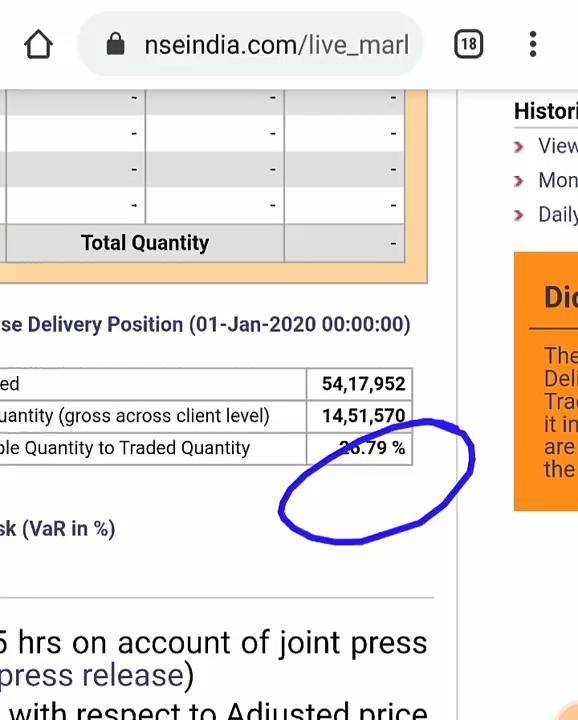 nseindia.com/live_marl
18
- - -
- - -
- - -
- - -
Total Quantity -
se Delivery Position (01-Jan-2020 00:00:00)
ed 54,17,952
uantity (gross across client level) 14,51,570
ple Quantity to Traded Quantity 26.79 %
sk (VaR in %)
5 hrs on account of joint press
press release)
with respect to Adjusted price
Histori
View
Mon
Daily
Dic
The
Deli
Trac
it in
are
the